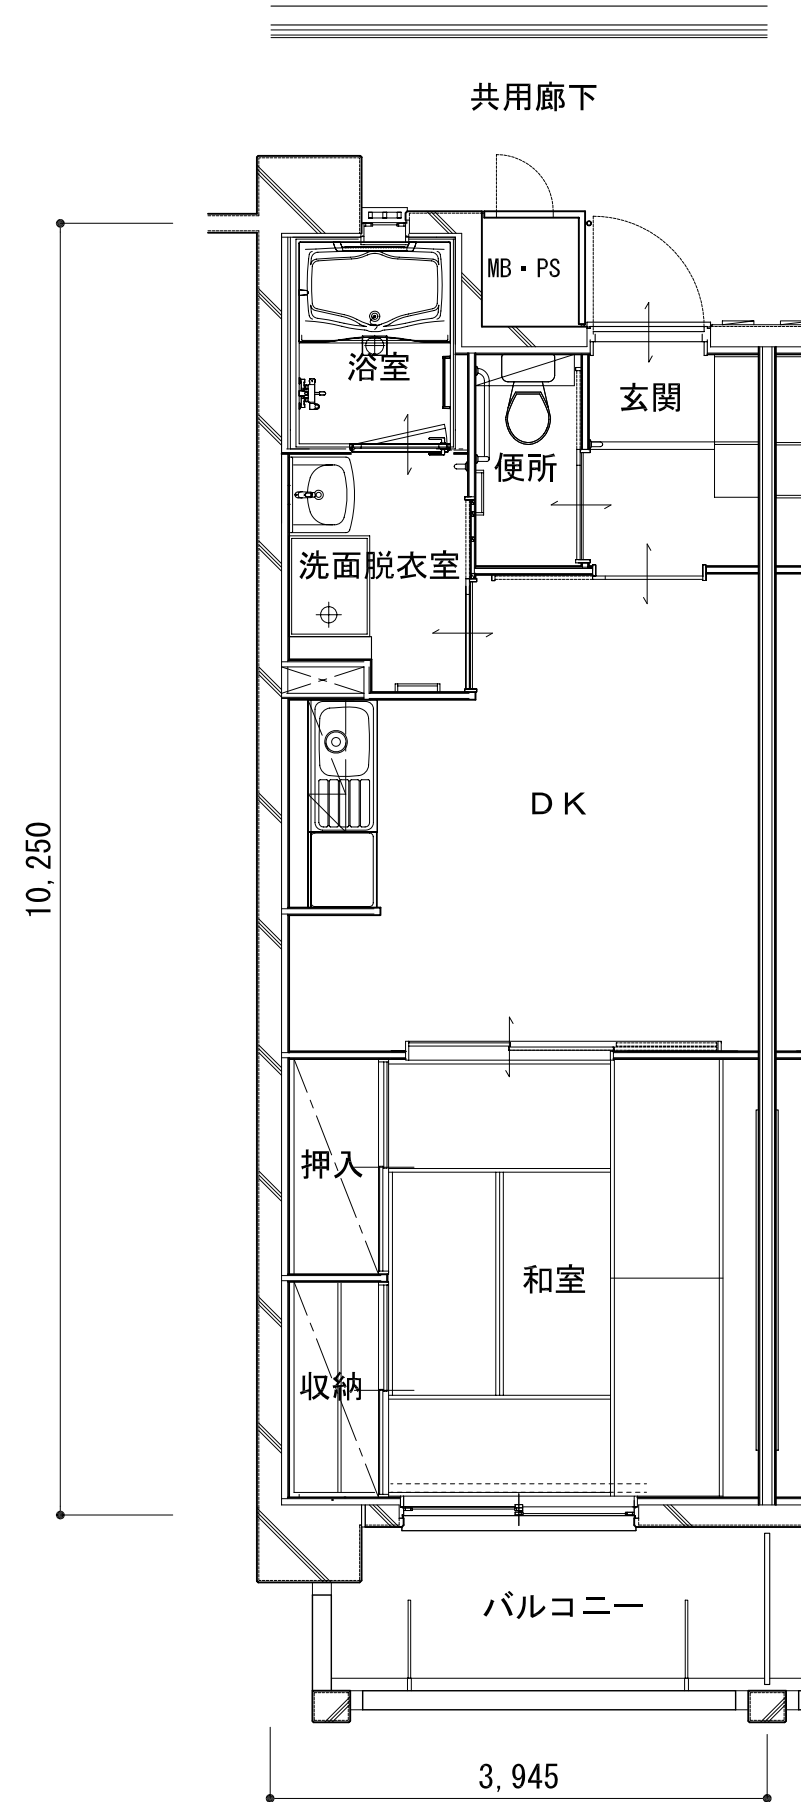 共用廊下
MB・PS
浴室
玄関
便所
洗面脱衣室
DK
10,250
押入
和室
収納
バルコニー
3,945